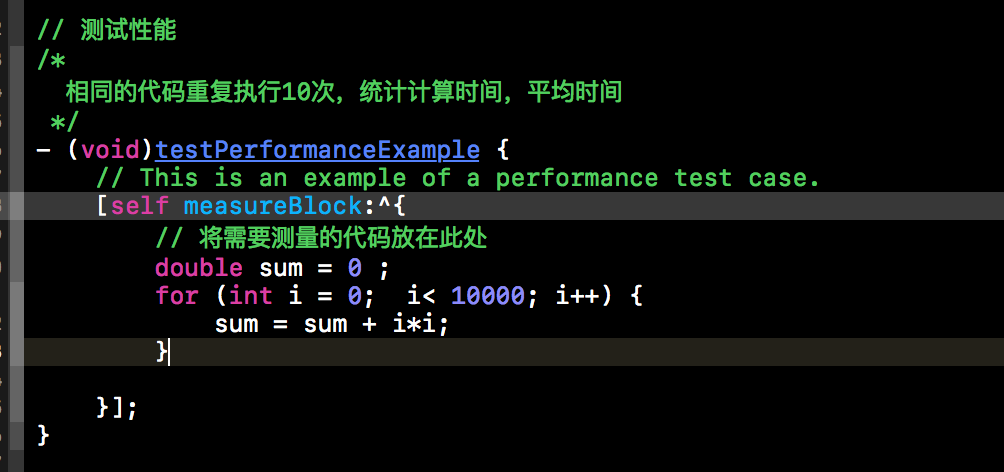 // 测试性能
/*
相同的代码重复执行10次，统计计算时间，平均时间
*/
- (void)testPerformanceExample {
// This is an example of a performance test case.
[self measureBlock:^{
// 将需要测量的代码放在此处
double sum = 0 ;
for (int i = 0;  i< 10000; i++) {
sum = sum + i*i;
}
}];
}